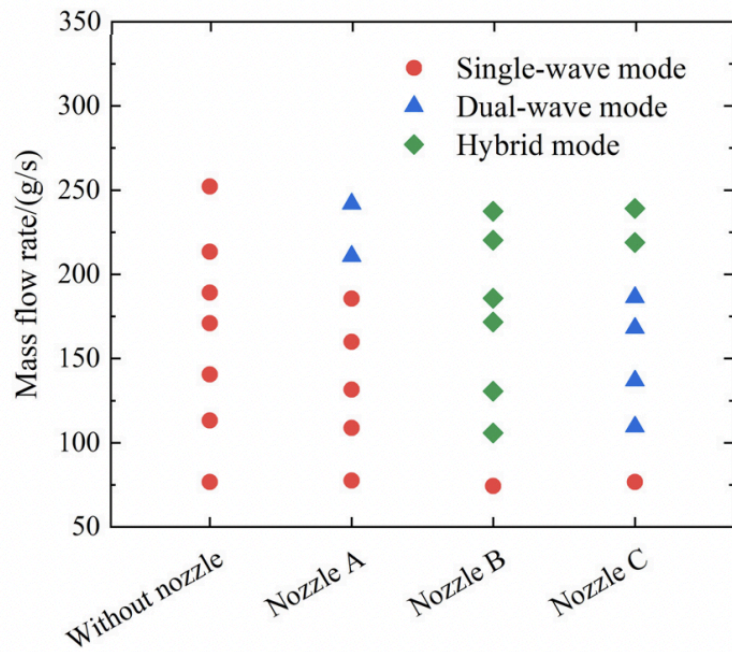 350
300
250
200
150
100
50
Mass flow rate/(g/s)
Single-wave mode
Dual-wave mode
Hybrid mode
Without nozzle
Nozzle A
Nozzle B
Nozzle C